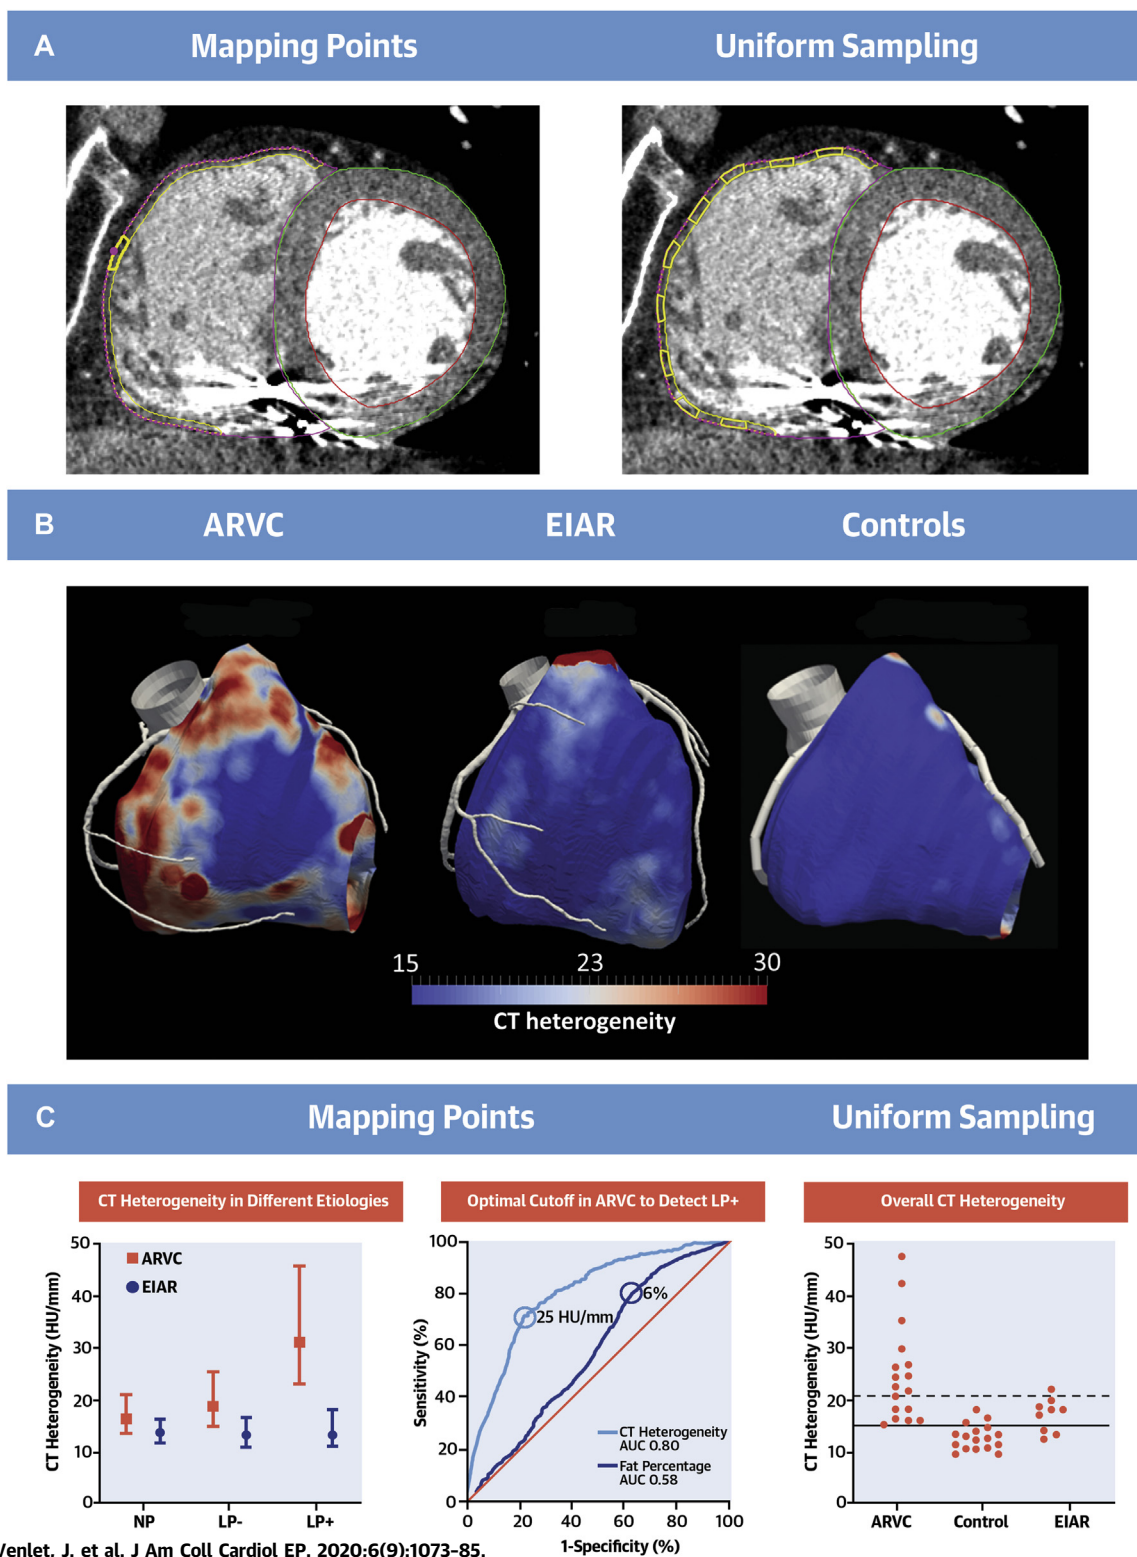 A Mapping Points Uniform Sampling
B ARVC EIAR Controls
15 23 30
CT heterogeneity
C Mapping Points Uniform Sampling
CT Heterogeneity in Different Etiologies
50
40
30
20
10
0
CT Heterogeneity (HU/mm)
ARVC
EIAR
NP LP- LP+
Optimal Cutoff in ARVC to Detect LP+
100
80
60
40
20
0
Sensitivity (%)
25 HU/mm
6%
CT Heterogeneity
AUC 0.80
Fat Percentage
AUC 0.58
0 20 40 60 80 100
1-Specificity (%)
Overall CT Heterogeneity
50
40
30
20
10
0
CT Heterogeneity (HU/mm)
ARVC Control EIAR
Venlet, J. et al. J Am Coll Cardiol EP. 2020;6(9):1073-85.